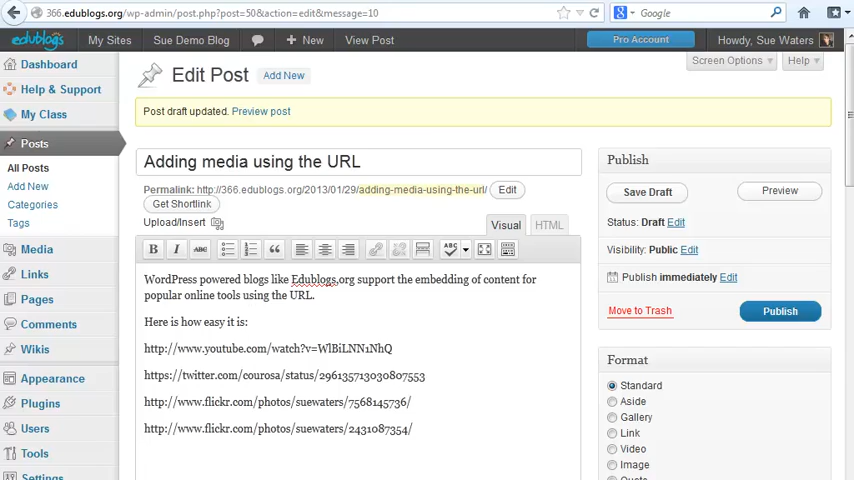 366.edublogs.org/wp-admin/post.php?post=50&action=edit&message=10
Google
edublogs
My Sites
Sue Demo Blog
New
View Post
Pro Account
Howdy, Sue Waters
Dashboard
Help & Support
My Class
Posts
All Posts
Add New
Categories
Tags
Media
Links
Pages
Comments
Wikis
Appearance
Plugins
Users
Tools
Settings
Edit Post
Add New
Screen Options
Help
Post draft updated. Preview post
Adding media using the URL
Permalink: http://366.edublogs.org/2013/01/29/adding-media-using-the-url/ Edit
Get Shortlink
Upload/Insert
Visual
HTML
B I ABC
ABC
WordPress powered blogs like Edublogs,org support the embedding of content for
popular online tools using the URL.
Here is how easy it is:
http://www.youtube.com/watch?v=WlBiLNN1NhQ
https://twitter.com/courosa/status/296135713030807553
http://www.flickr.com/photos/suewaters/7568145736/
http://www.flickr.com/photos/suewaters/2431087354/
Publish
Save Draft
Preview
Status: Draft Edit
Visibility: Public Edit
Publish immediately Edit
Move to Trash
Publish
Format
Standard
Aside
Gallery
Link
Video
Image
Quote